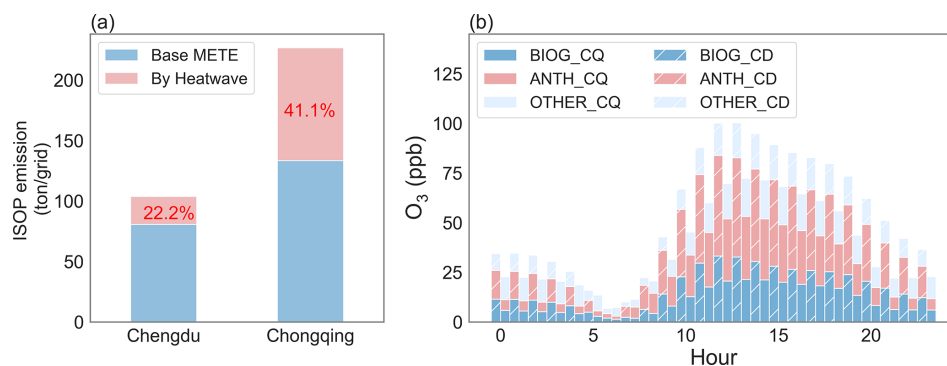 (a)
ISOP emission
(ton/grid)
200
150
100
50
0
Base METE
By Heatwave
22.2%
41.1%
Chengdu
Chongqing
(b)
O₃ (ppb)
125
100
75
50
25
0
BIOG_CQ
ANTH_CQ
OTHER_CQ
BIOG_CD
ANTH_CD
OTHER_CD
0
5
10
15
20
Hour